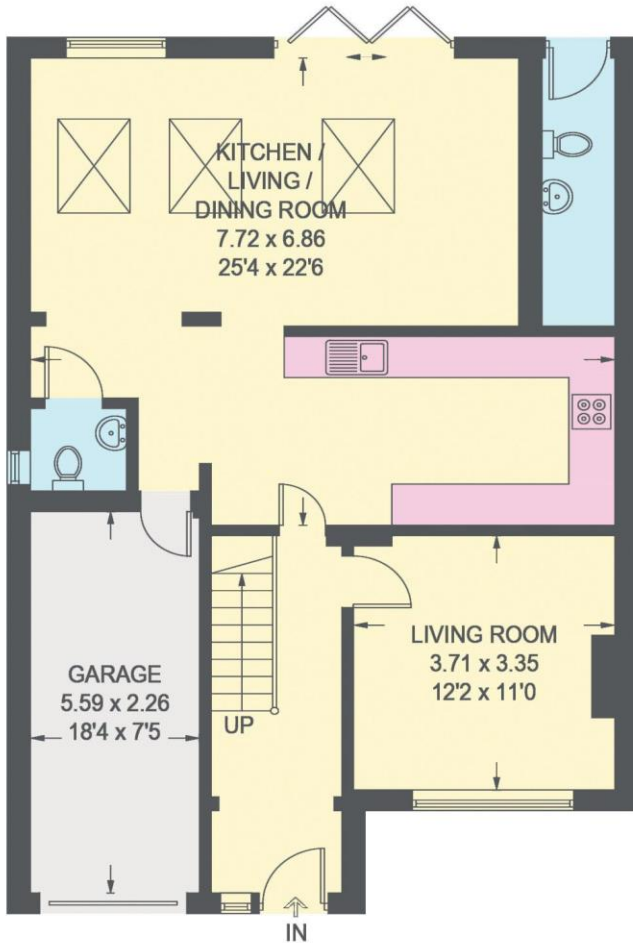 KITCHEN /
LIVING /
DINING ROOM
7.72 x 6.86
25'4 x 22'6
LIVING ROOM
3.71 x 3.35
12'2 x 11'0
GARAGE
5.59 x 2.26
18'4 x 7'5
UP
IN